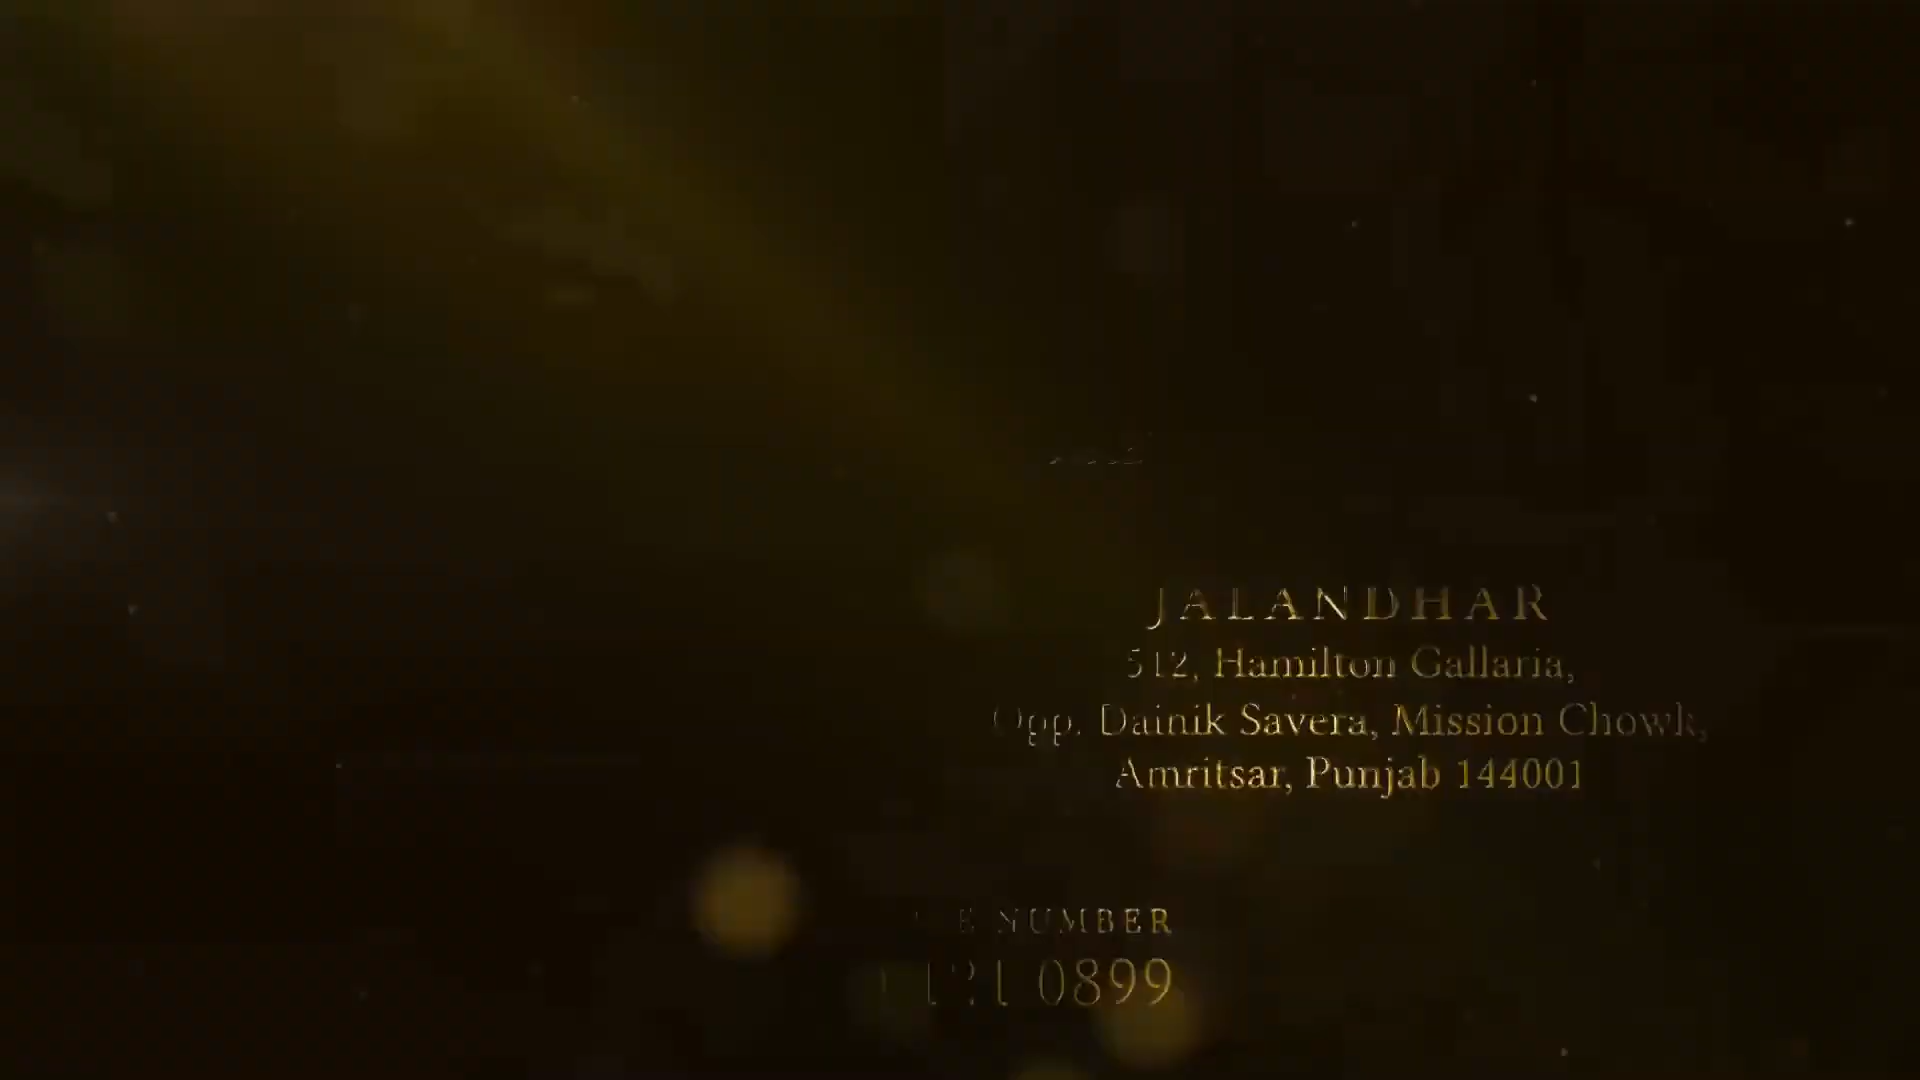 JALANDHAR
512, Hamilton Gallaria,
Opp. Dainik Savera, Mission Chowk,
Amritsar, Punjab 144001
NUMBER
0899